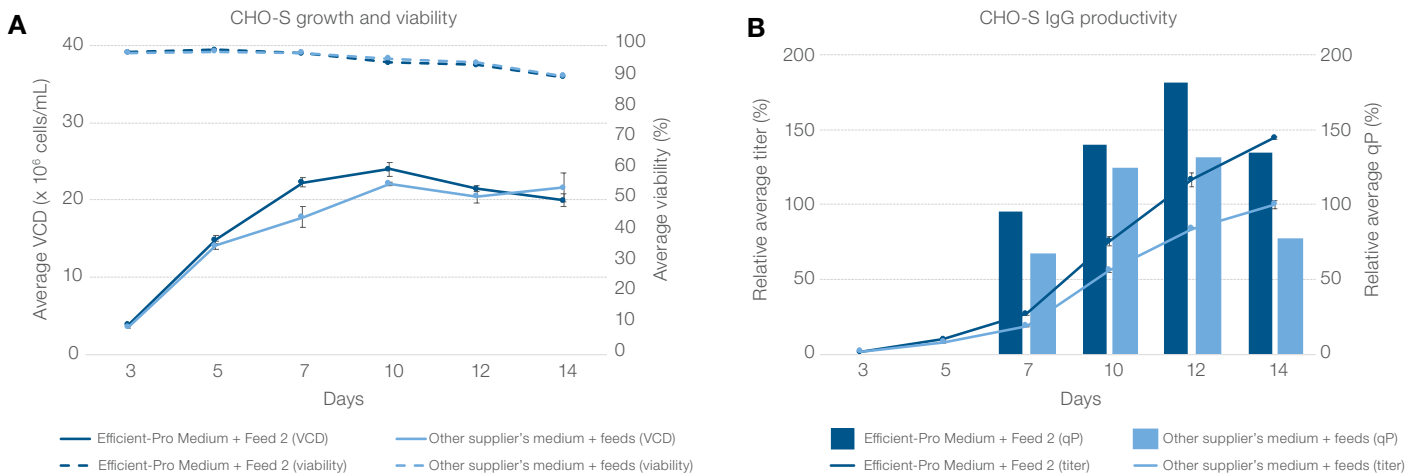 A
CHO-S growth and viability
Average VCD (x 10⁶ cells/mL)
40
30
20
10
0
100
90
80
70
60
50
40
30
20
10
0
Average viability (%)
3 5 7 10 12 14
Days
Efficient-Pro Medium + Feed 2 (VCD)
Other supplier's medium + feeds (VCD)
Efficient-Pro Medium + Feed 2 (viability)
Other supplier's medium + feeds (viability)
B
CHO-S IgG productivity
Relative average titer (%)
200
150
100
50
0
200
150
100
50
0
Relative average qP (%)
3 5 7 10 12 14
Days
Efficient-Pro Medium + Feed 2 (qP)
Other supplier's medium + feeds (qP)
Efficient-Pro Medium + Feed 2 (titer)
Other supplier's medium + feeds (titer)